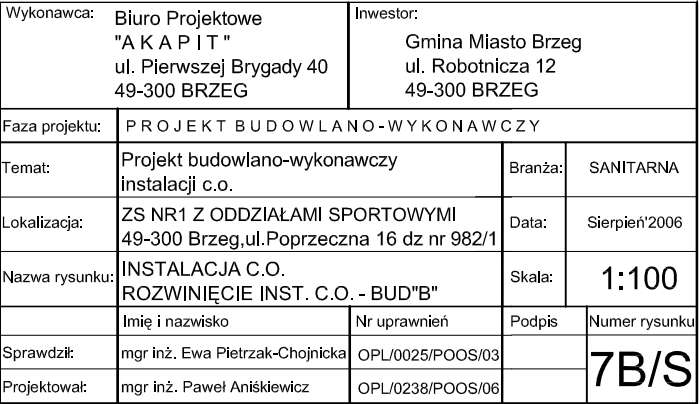 Wykonawca:
Biuro Projektowe
"A K A P I T "
ul. Pierwszej Brygady 40
49-300 BRZEG
Inwestor:
Gmina Miasto Brzeg
ul. Robotnicza 12
49-300 BRZEG
Faza projektu: P R O J E K T B U D O W L A N O - W Y K O N A W C Z Y
Temat:
Projekt budowlano-wykonawczy
instalacji c.o.
Branża: SANITARNA
Lokalizacja:
ZS NR1 Z ODDZIAŁAMI SPORTOWYMI
49-300 Brzeg,ul.Poprzeczna 16 dz nr 982/1
Data: Sierpień'2006
Nazwa rysunku:
INSTALACJA C.O.
ROZWINIĘCIE INST. C.O. - BUD"B"
Skala: 1:100
Imię i nazwisko Nr uprawnień Podpis Numer rysunku
Sprawdził: mgr inż. Ewa Pietrzak-Chojnicka OPL/0025/POOS/03
Projektował: mgr inż. Paweł Aniśkiewicz OPL/0238/POOS/06
7B/S